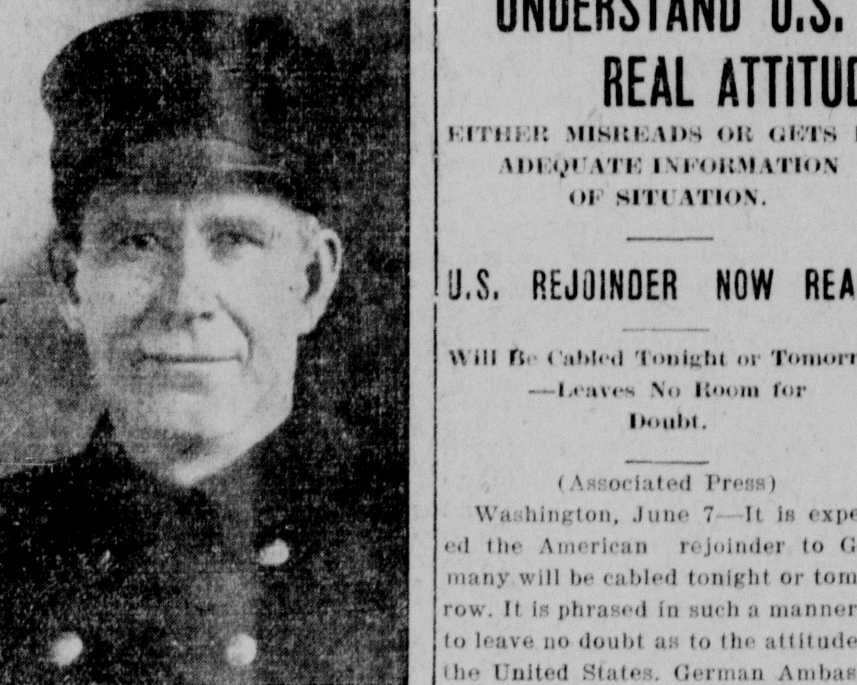 UNDERSTAND U.S.
REAL ATTITUD
EITHER MISREADS OR GETS I
ADEQUATE INFORMATION
OF SITUATION.
U.S. REJOINDER NOW REA
Will Be Cabled Tonight or Tomorr
—Leaves No Room for
Doubt.
(Associated Press)
Washington, June 7—It is expe
ed the American rejoinder to G
many will be cabled tonight or tom
row. It is phrased in such a manner
to leave no doubt as to the attitude
the United States. German Ambas